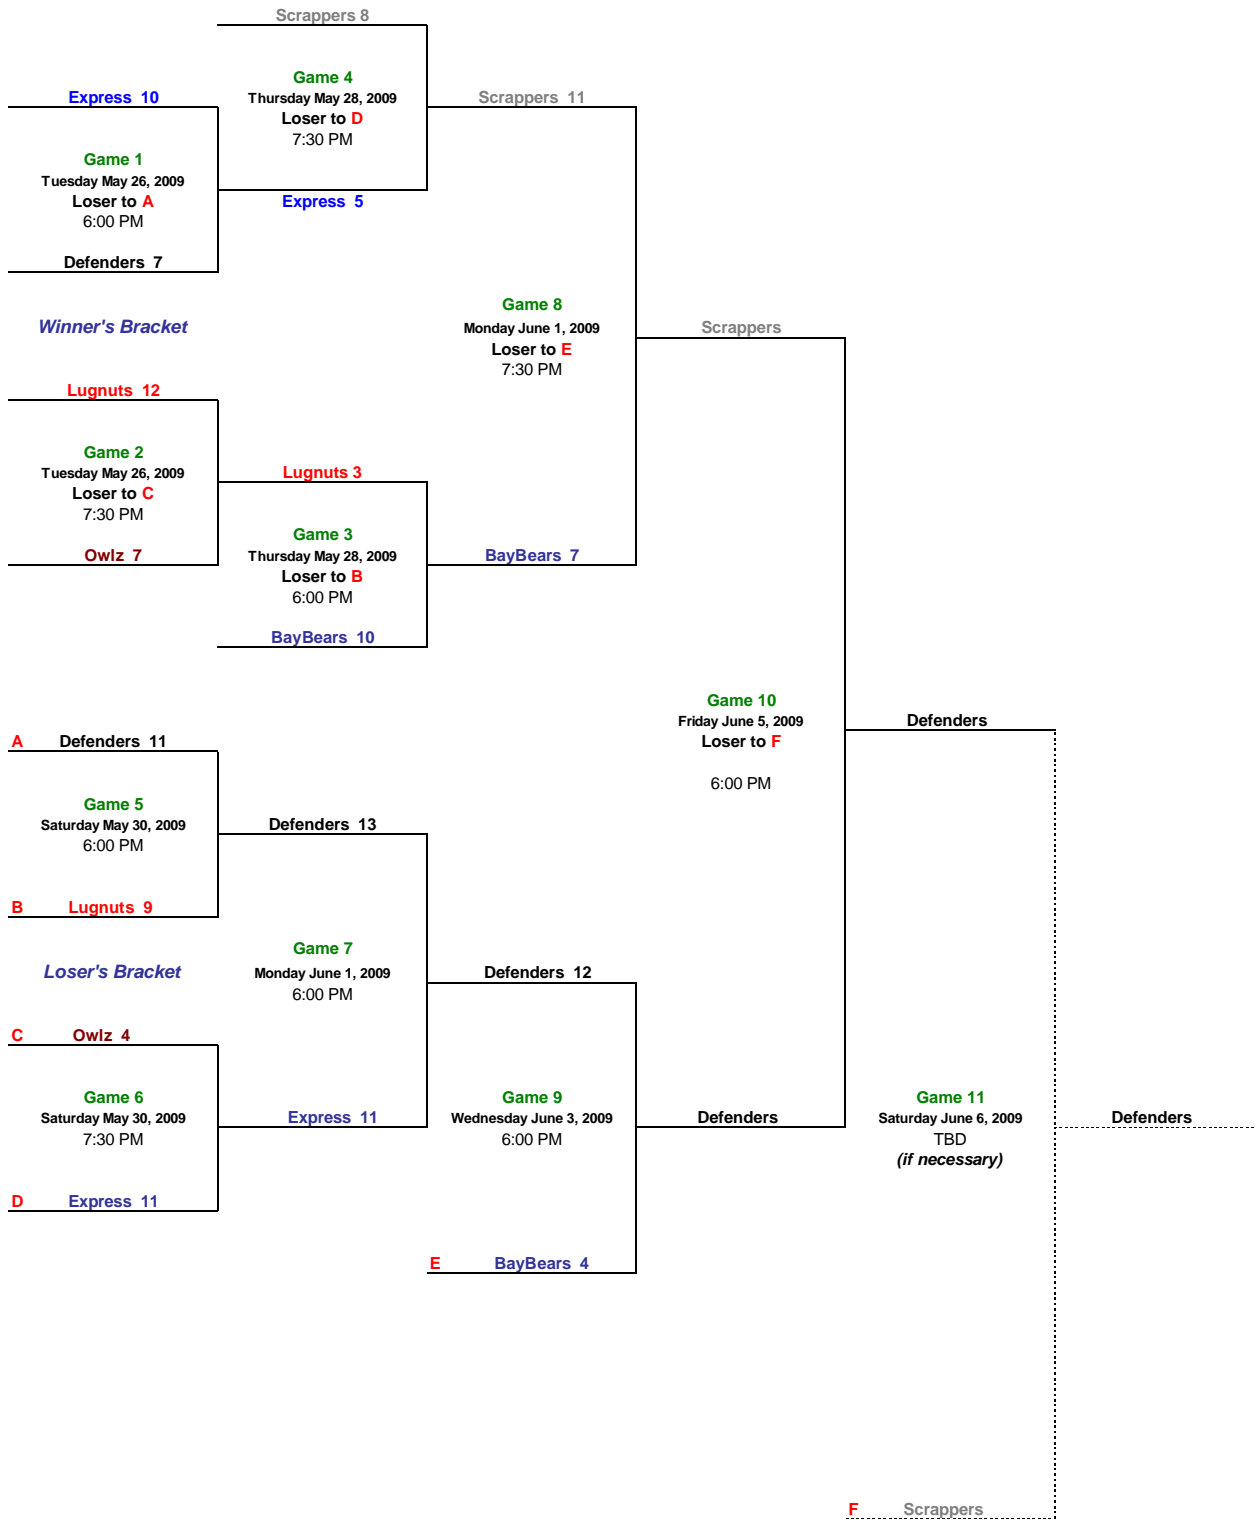 Scrappers 8
Game 4
Thursday May 28, 2009
Loser to D
7:30 PM
Express 10
Scrappers 11
Game 1
Tuesday May 26, 2009
Loser to A
6:00 PM
Express 5
Defenders 7
Winner's Bracket
Game 8
Monday June 1, 2009
Loser to E
7:30 PM
Scrappers
Lugnuts 12
Game 2
Tuesday May 26, 2009
Loser to C
7:30 PM
Lugnuts 3
Owlz 7
Game 3
Thursday May 28, 2009
Loser to B
6:00 PM
BayBears 7
BayBears 10
Game 10
Friday June 5, 2009
Loser to F
6:00 PM
Defenders
A Defenders 11
Game 5
Saturday May 30, 2009
6:00 PM
Defenders 13
B Lugnuts 9
Loser's Bracket
Game 7
Monday June 1, 2009
6:00 PM
Defenders 12
C Owlz 4
Game 6
Saturday May 30, 2009
7:30 PM
Express 11
D Express 11
Game 9
Wednesday June 3, 2009
6:00 PM
Defenders
E BayBears 4
Game 11
Saturday June 6, 2009
TBD
(if necessary)
Defenders
F Scrappers